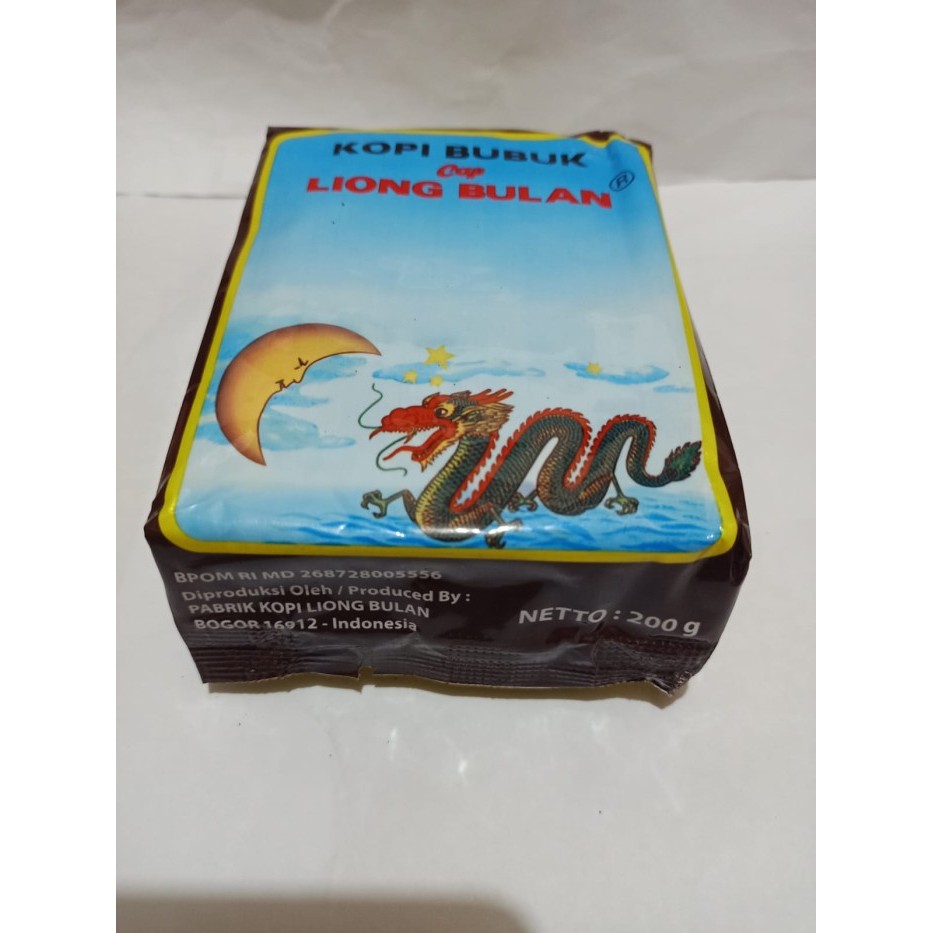 KOPI BUBUK
Cap
LIONG BULAN ®
BPOM RI MD 268728005556
Diproduksi Oleh / Produced By :
PABRIK KOPI LIONG BULAN
BOGOR 16912 - Indonesia
NETTO : 200 g